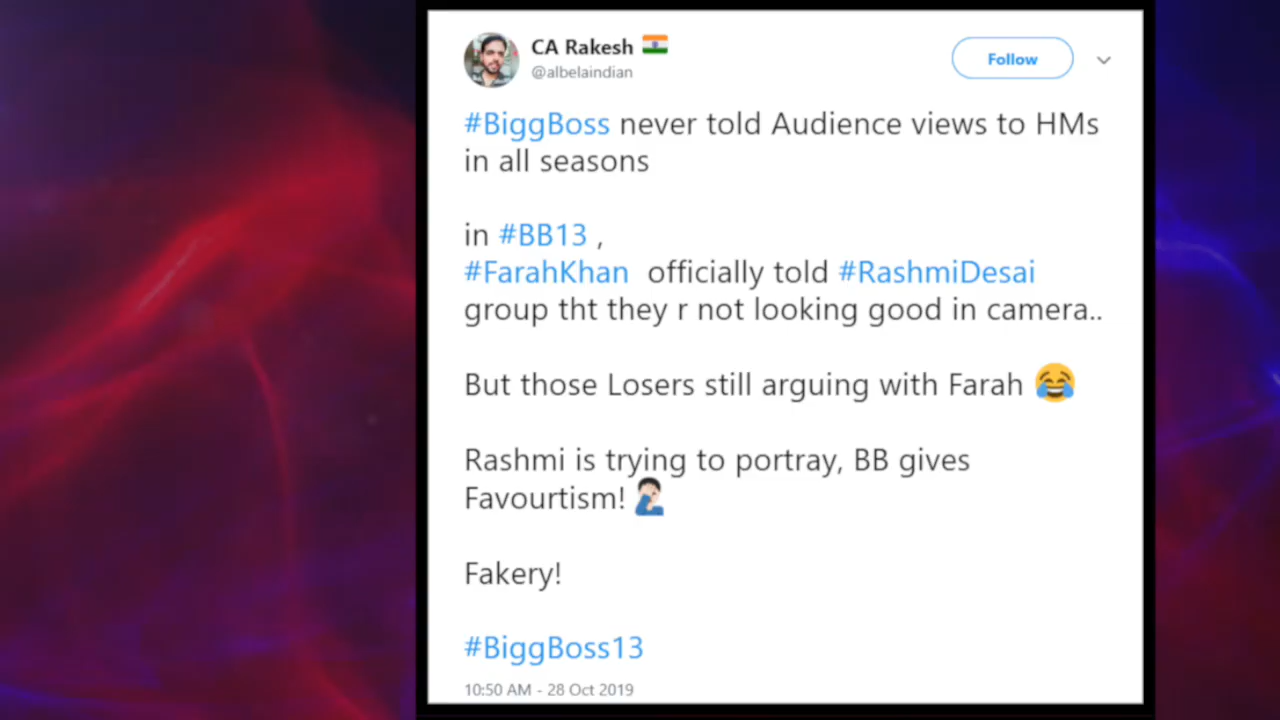 CA Rakesh
@albelaindian
Follow
#BiggBoss never told Audience views to HMs
in all seasons
in #BB13 ,
#FarahKhan officially told #RashmiDesai
group tht they r not looking good in camera..
But those Losers still arguing with Farah 😂
Rashmi is trying to portray, BB gives
Favourtism! 🤦🏻‍♂️
Fakery!
#BiggBoss13
10:50 AM - 28 Oct 2019